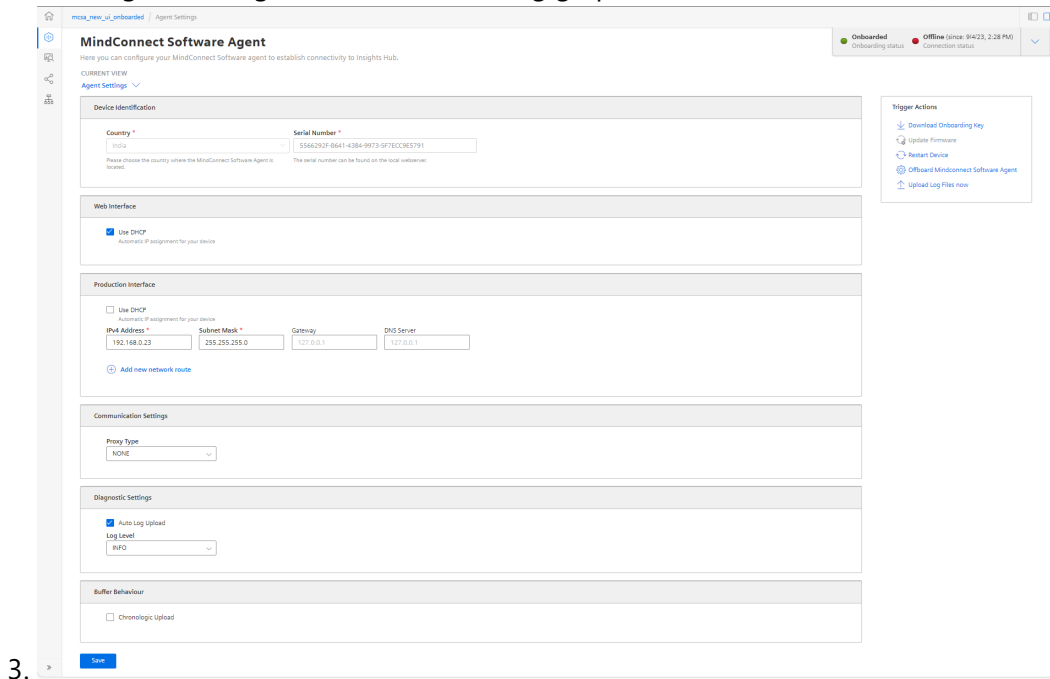 mcsa_new_ui_onboarded / Agent Settings
MindConnect Software Agent
Here you can configure your MindConnect Software agent to establish connectivity to Insights Hub.
Onboarded
Onboarding status
Offline (since: 9/4/23, 2:28 PM)
Connection status
CURRENT VIEW
Agent Settings
Device Identification
Country *
India
Please choose the country where the MindConnect Software Agent is
located.
Serial Number *
5566292F-8641-43B4-9973-5F7ECC9E5791
The serial number can be found on the local webserver.
Trigger Actions
Download Onboarding Key
Update Firmware
Restart Device
Offboard Mindconnect Software Agent
Upload Log Files now
Web Interface
Use DHCP
Automatic IP assignment for your device
Production Interface
Use DHCP
Automatic IP assignment for your device
IPv4 Address * Subnet Mask * Gateway DNS Server
192.168.0.23 255.255.255.0 127.0.0.1 127.0.0.1
Add new network route
Communication Settings
Proxy Type
NONE
Diagnostic Settings
Auto Log Upload
Log Level
INFO
Buffer Behaviour
Chronologic Upload
Save
3.